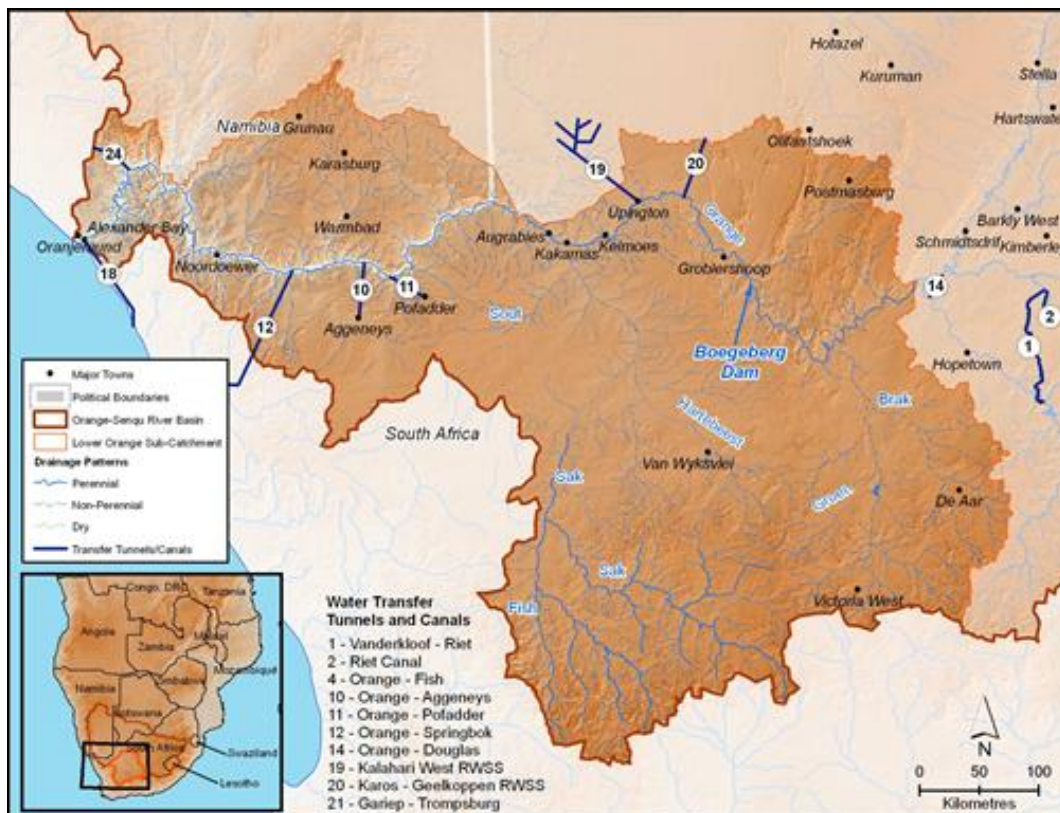 Hotazel
Kuruman
Stella
Hartswate
Namibia
Grunau
Karasburg
Olifantshoek
Postmasburg
24
19
20
Upington
Orange
Barkly West
Alexander Bay
Warmbad
Augrabies
Keimoes
Kakamas
Schmidtsdrif
Kimberle
Oranjemund
Noordoewer
Groblershoop
18
10
11
14
2
Pofadder
12
Aggeneys
Sout
1
Boegeberg
Dam
Hopetown
Brak
Hartebeest
South Africa
Van Wyksvlei
Sak
De Aar
Sak
Fish
Victoria West
Major Towns
Political Boundaries
Orange-Senqu River Basin
Lower Orange Sub-Catchment
Drainage Patterns
Perennial
Non-Perennial
Dry
Transfer Tunnels/Canals
Congo, DRC
Tanzania
Angola
Zambia
Malawi
Mozambique
Zimbabwe
Namibia
Botswana
South Africa
Swaziland
Lesotho
Water Transfer
Tunnels and Canals
1 - Vanderkloof - Riet
2 - Riet Canal
4 - Orange - Fish
10 - Orange - Aggeneys
11 - Orange - Pofadder
12 - Orange - Springbok
14 - Orange - Douglas
19 - Kalahari West RWSS
20 - Karos - Geelkoppen RWSS
21 - Gariep - Trompsburg
N
0 50 100
Kilometres